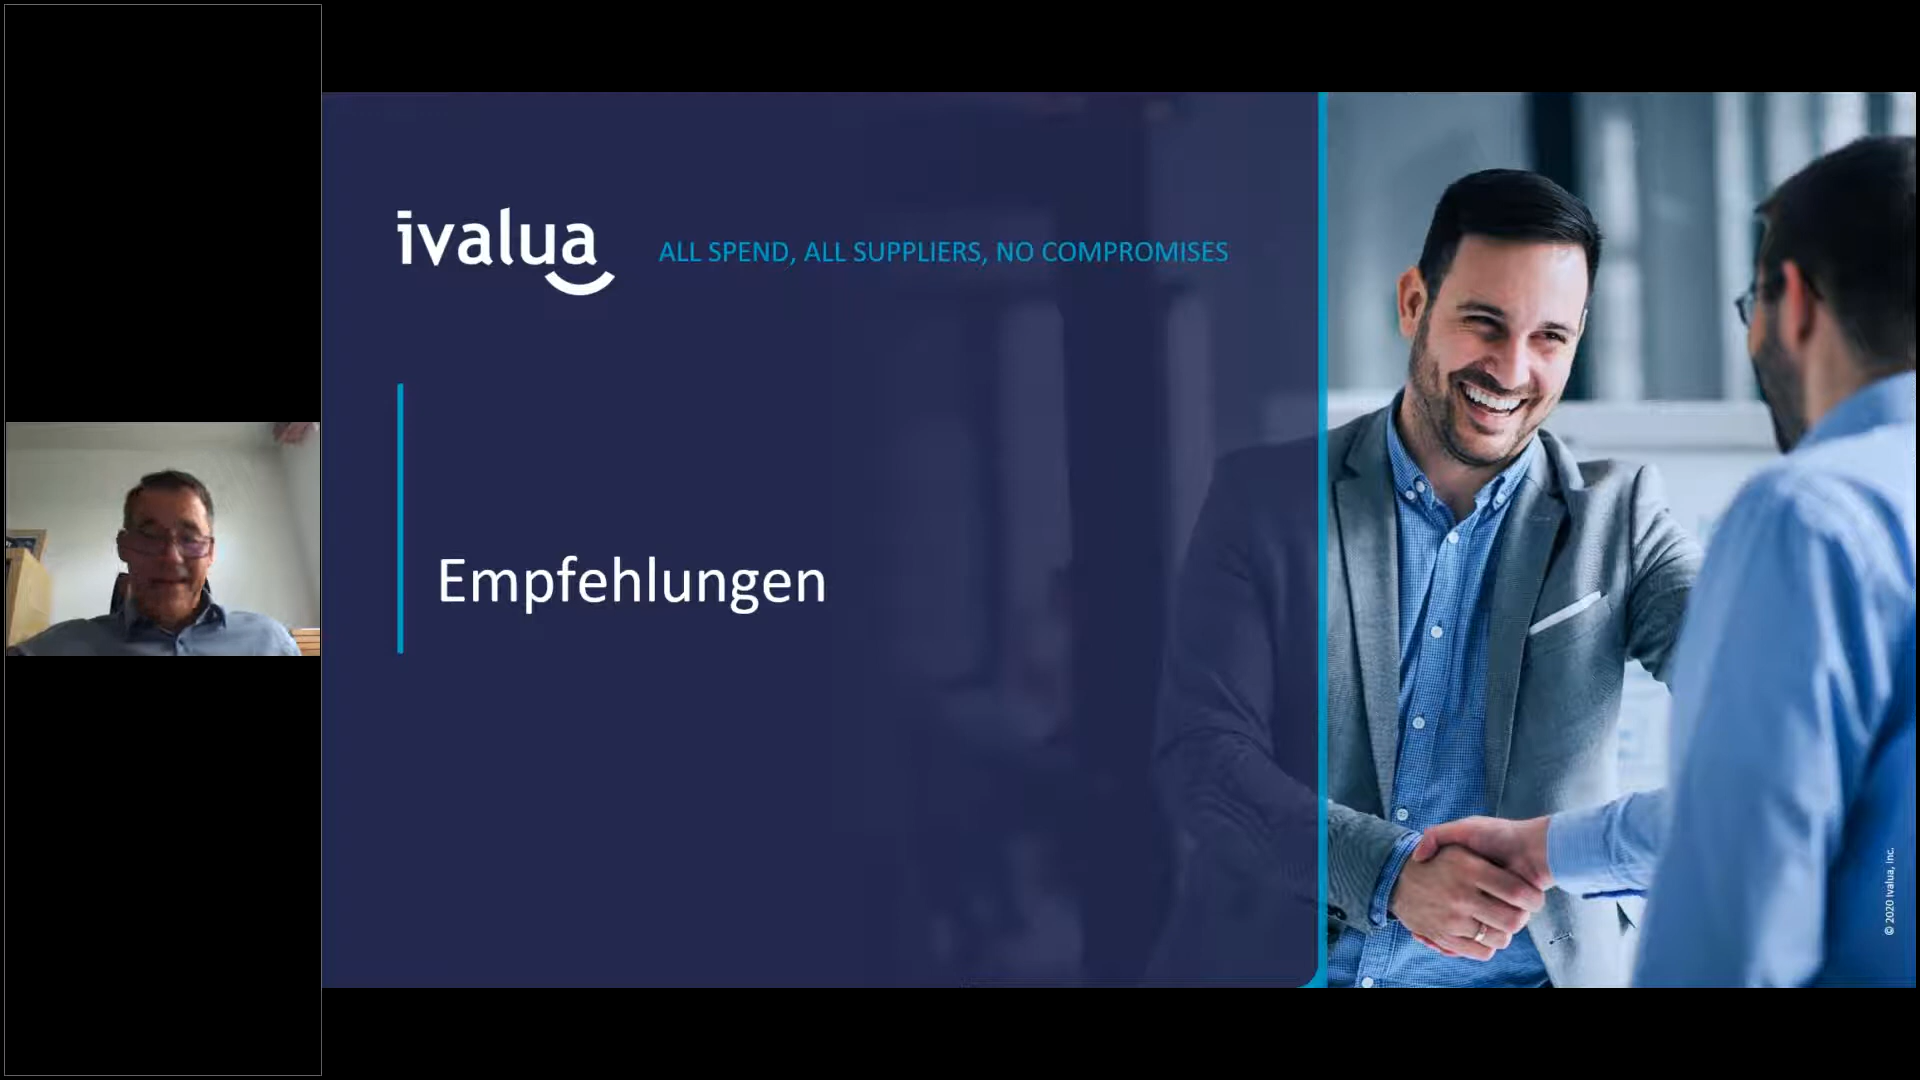 ivalua
ALL SPEND, ALL SUPPLIERS, NO COMPROMISES
Empfehlungen
© 2020 Ivalua, Inc.